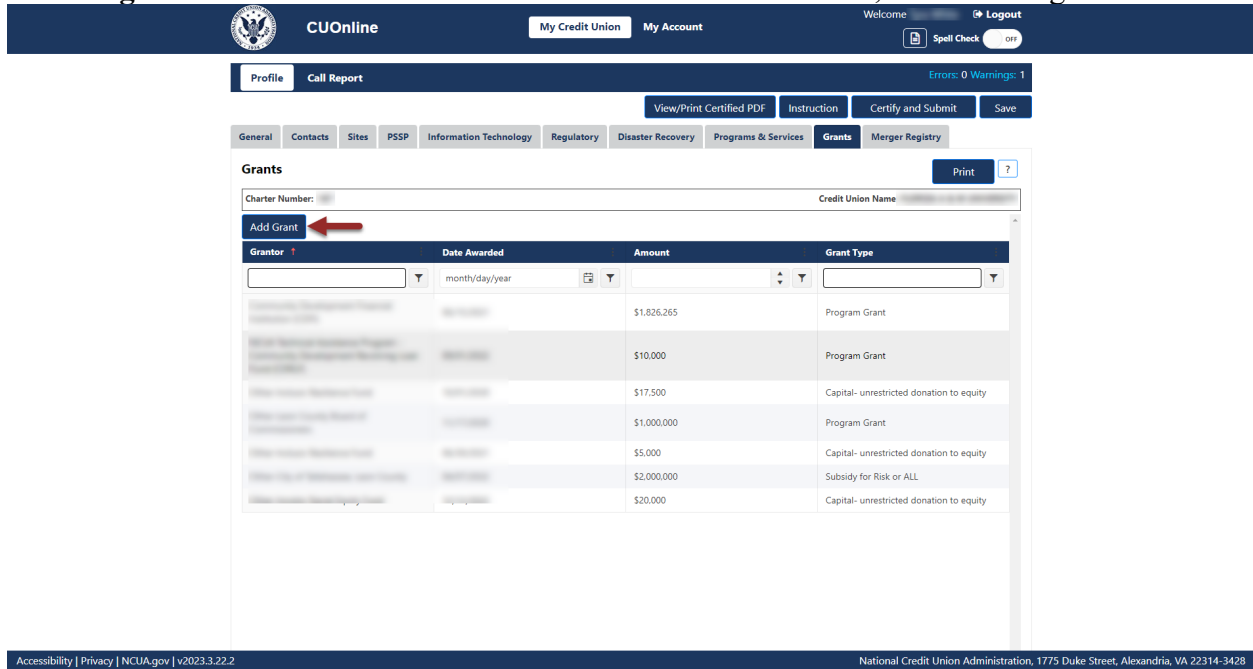 CUOnline
My Credit Union My Account
Welcome Logout
Spell Check OFF
Profile Call Report Errors: 0 Warnings: 1
View/Print Certified PDF Instruction Certify and Submit Save
General Contacts Sites PSSP Information Technology Regulatory Disaster Recovery Programs & Services Grants Merger Registry
Grants Print ?
Charter Number: Credit Union Name
Add Grant
Grantor ↑ Date Awarded Amount Grant Type
month/day/year
$1,826,265 Program Grant
$10,000 Program Grant
$17,500 Capital- unrestricted donation to equity
$1,000,000 Program Grant
$5,000 Capital- unrestricted donation to equity
$2,000,000 Subsidy for Risk or ALL
$20,000 Capital- unrestricted donation to equity
Accessibility | Privacy | NCUA.gov | v2023.3.22.2 National Credit Union Administration, 1775 Duke Street, Alexandria, VA 22314-3428